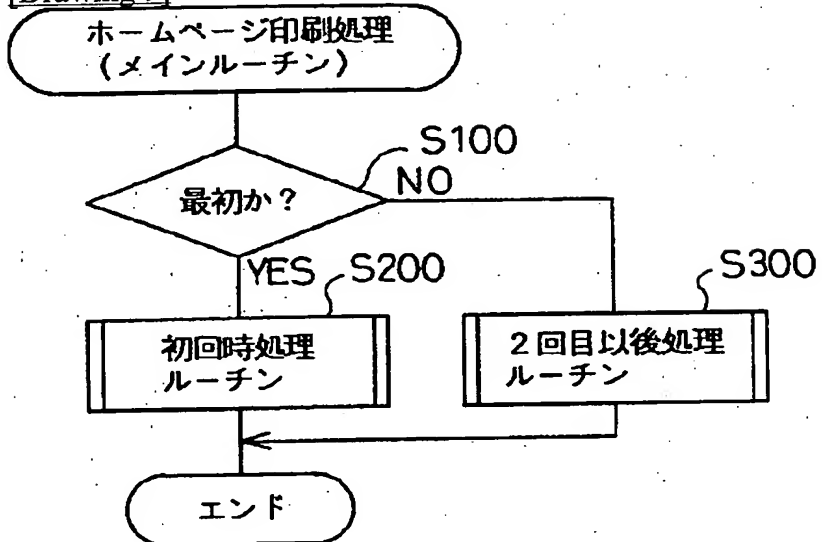 ホームページ印刷処理
(メインルーチン)
S100
最初か?
NO
YES
S200
S300
初回時処理
ルーチン
2回目以後処理
ルーチン
エンド